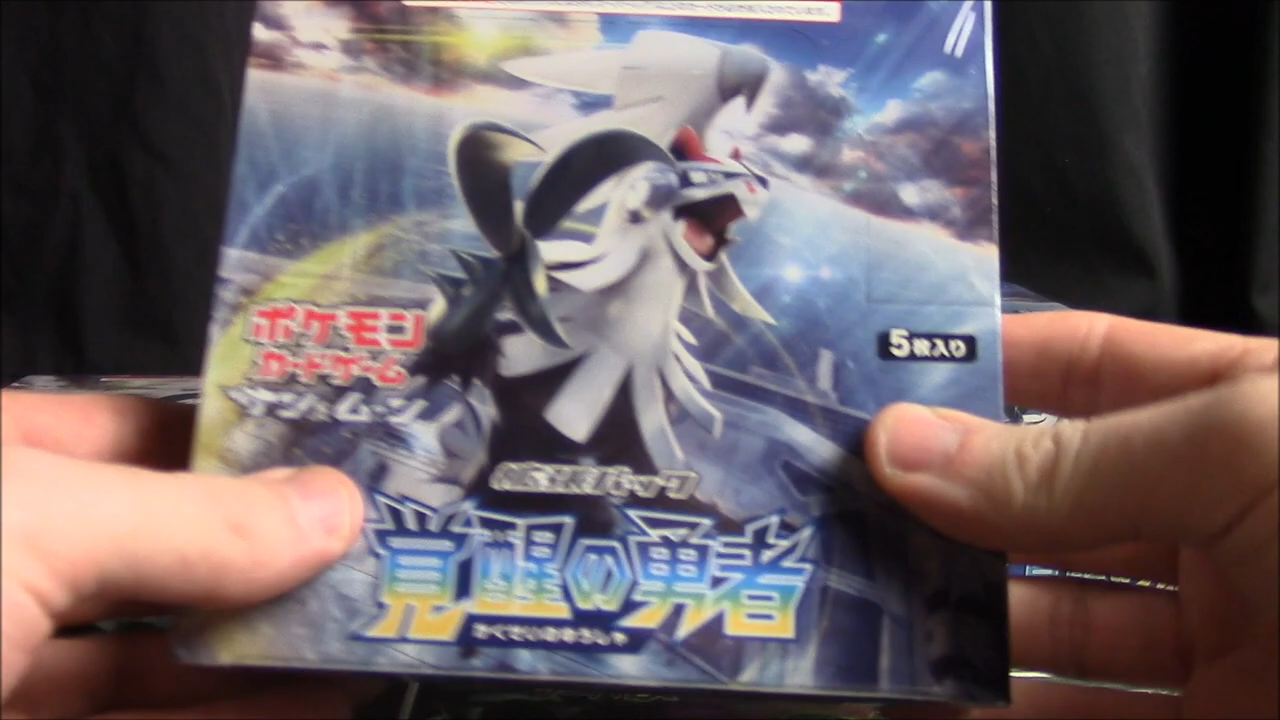 ポケモン
カードゲーム
サン&ムーン
5枚入り
拡張パック
覚醒の勇者
かくせいのゆうしゃ